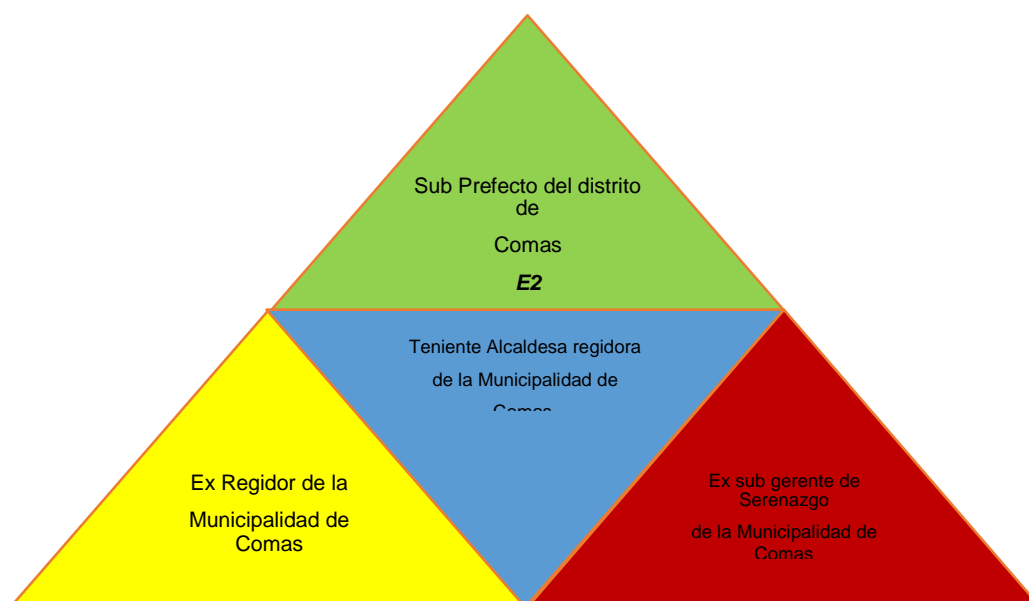 Sub Prefecto del distrito
de
Comas
E2
Teniente Alcaldesa regidora
de la Municipalidad de
Comas
Ex Regidor de la
Municipalidad de
Comas
Ex sub gerente de
Serenazgo
de la Municipalidad de
Comas